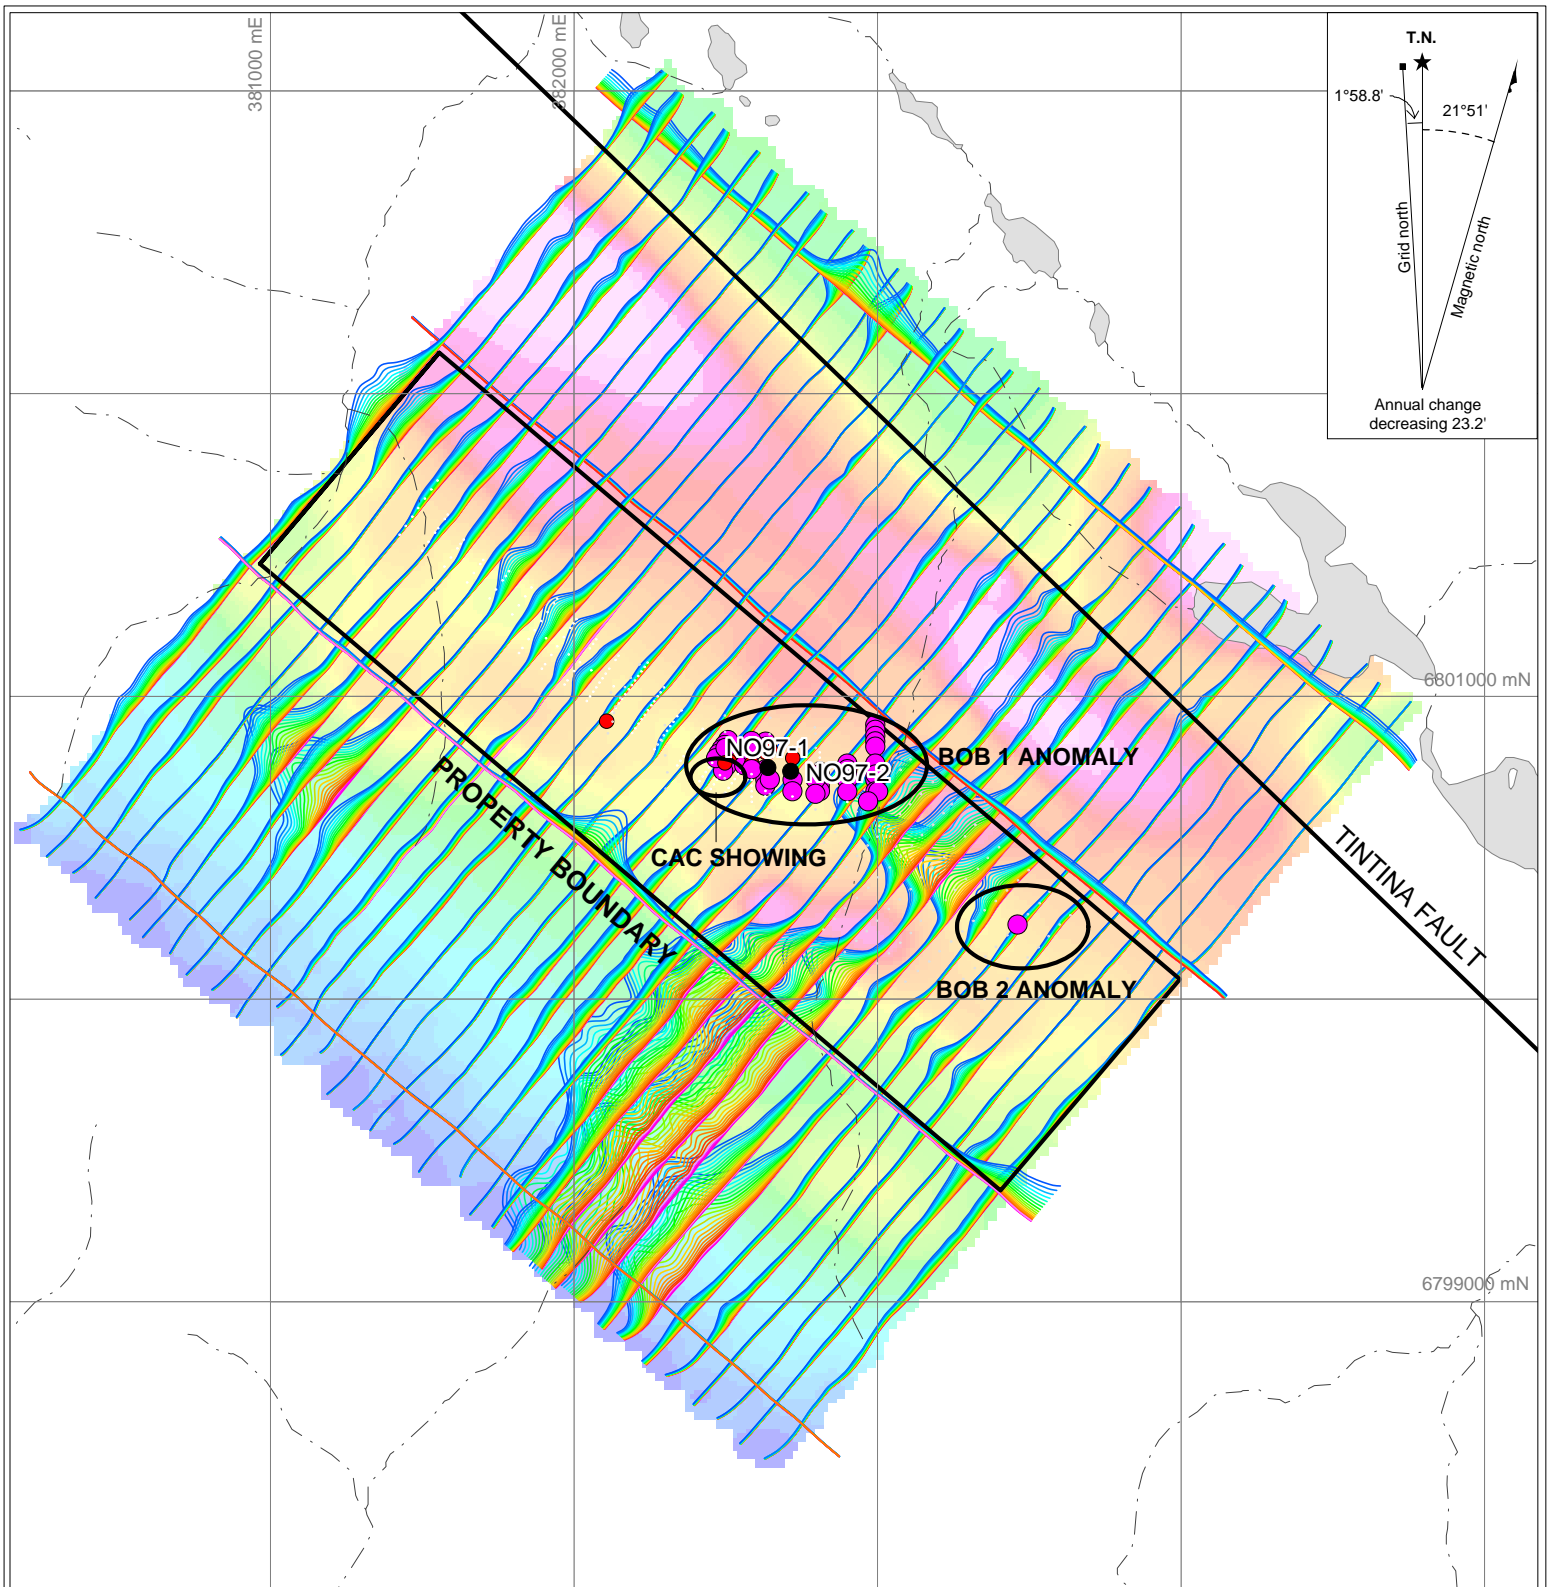 381000 mE
382000 mE
T.N.
1°58.8'
21°51'
Grid north
Magnetic north
Annual change
decreasing 23.2'
6801000 mN
NO97-1
BOB 1 ANOMALY
NO97-2
CAC SHOWING
PROPERTY BOUNDARY
TINTINA FAULT
BOB 2 ANOMALY
6799000 mN